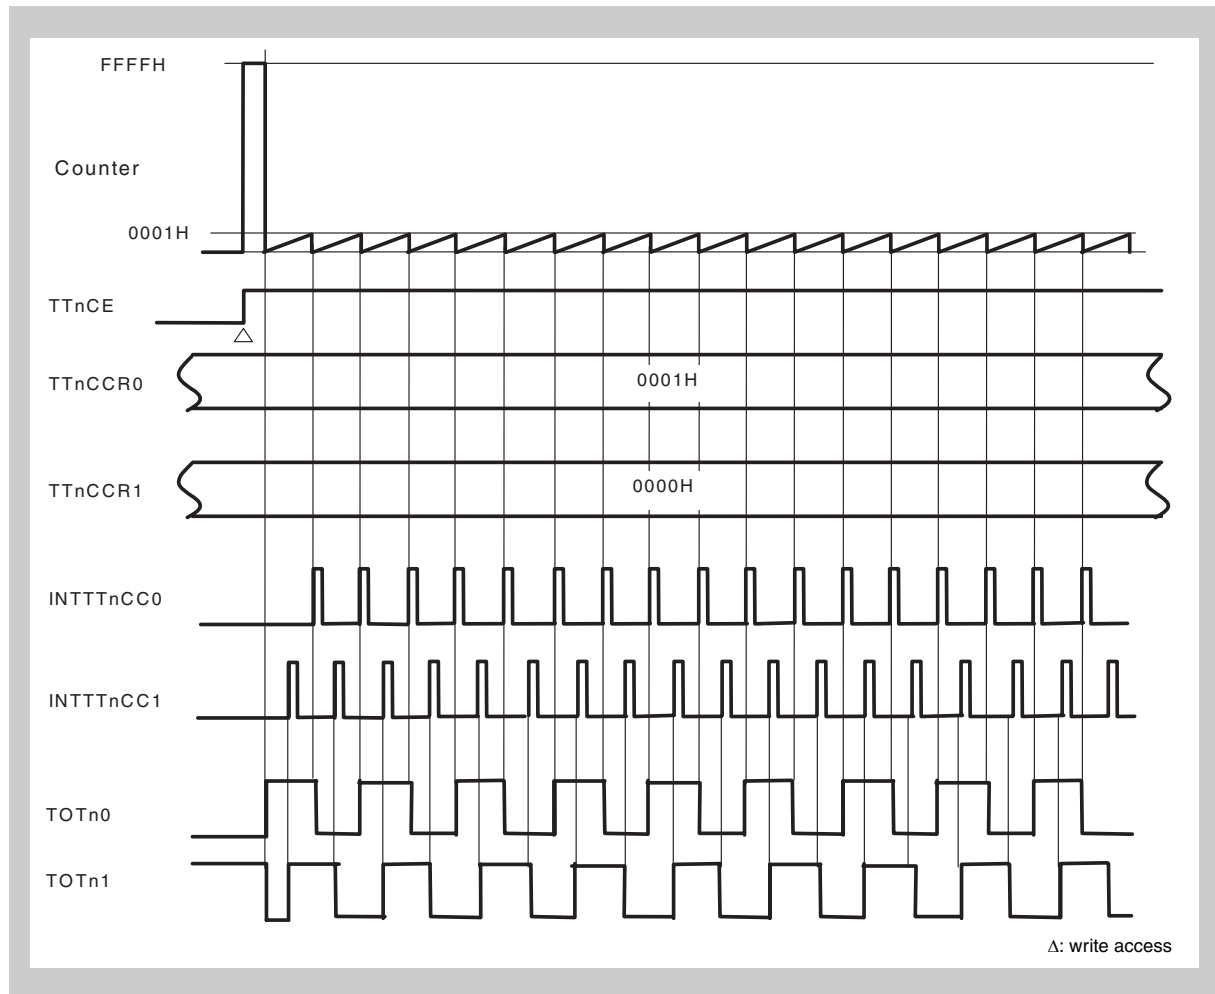 FFFFH
Counter
0001H
TTnCE
TTnCCR0
0001H
TTnCCR1
0000H
INTTTnCC0
INTTTnCC1
TOTn0
TOTn1
Δ: write access